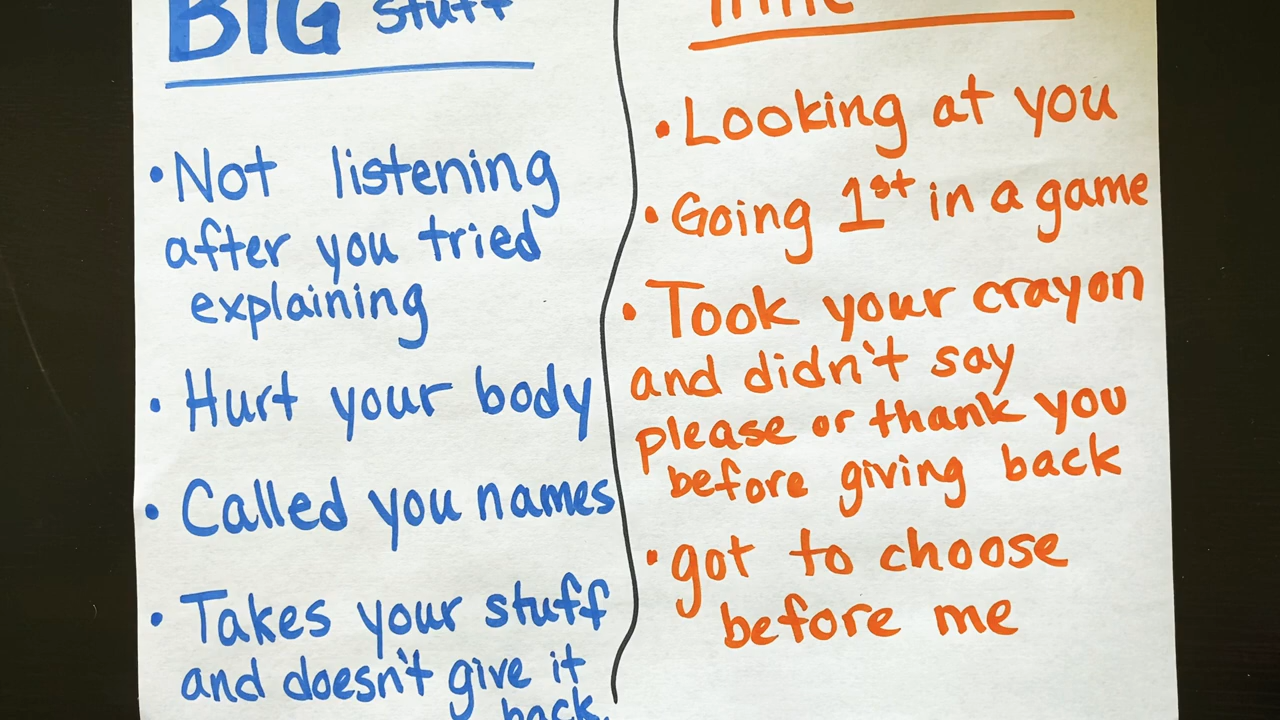 BIG stuff
• Not listening
after you tried
explaining
• Hurt your body
• Called you names
• Takes your stuff
and doesn't give it
back.
• Looking at you
• Going 1st in a game
• Took your crayon
and didn't say
please or thank you
before giving back
• got to choose
before me